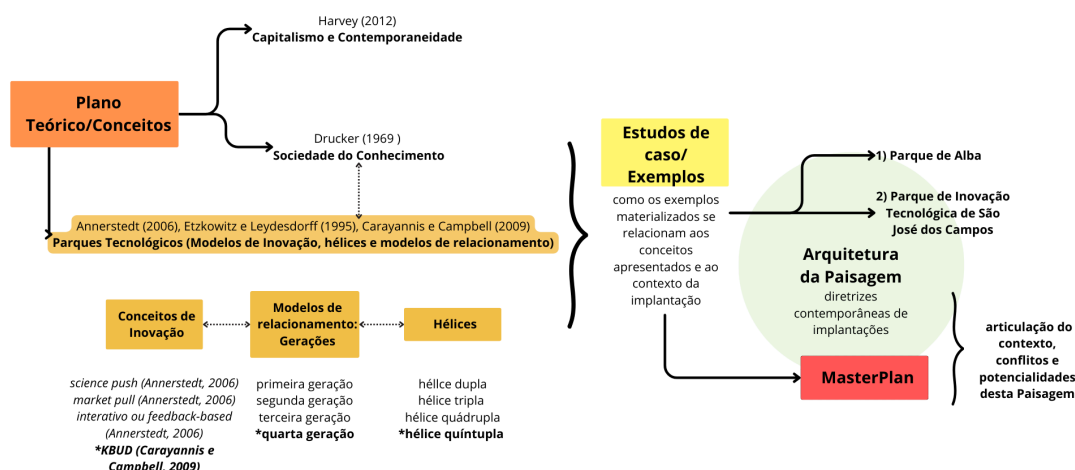 Harvey (2012)
Capitalismo e Contemporaneidade
Plano
Teórico/Conceitos
Drucker (1969 )
Sociedade do Conhecimento
Annerstedt (2006), Etzkowitz e Leydesdorff (1995), Carayannis e Campbell (2009)
Parques Tecnológicos (Modelos de Inovação, hélices e modelos de relacionamento)
Conceitos de
Inovação
Modelos de
relacionamento:
Gerações
Hélices
science push (Annerstedt, 2006)
market pull (Annerstedt, 2006)
interativo ou feedback-based
(Annerstedt, 2006)
*KBUD (Carayannis e
Campbell, 2009)
primeira geração
segunda geração
terceira geração
*quarta geração
héllce dupla
hélice tripla
hélice quádrupla
*hélice quíntupla
Estudos de
caso/
Exemplos
como os exemplos
materializados se
relacionam aos
conceitos
apresentados e ao
contexto da
implantação
1) Parque de Alba
2) Parque de Inovação
Tecnológica de São
José dos Campos
Arquitetura
da Paisagem
diretrizes
contemporâneas de
implantações
MasterPlan
articulação do
contexto,
conflitos e
potencialidades
desta Paisagem